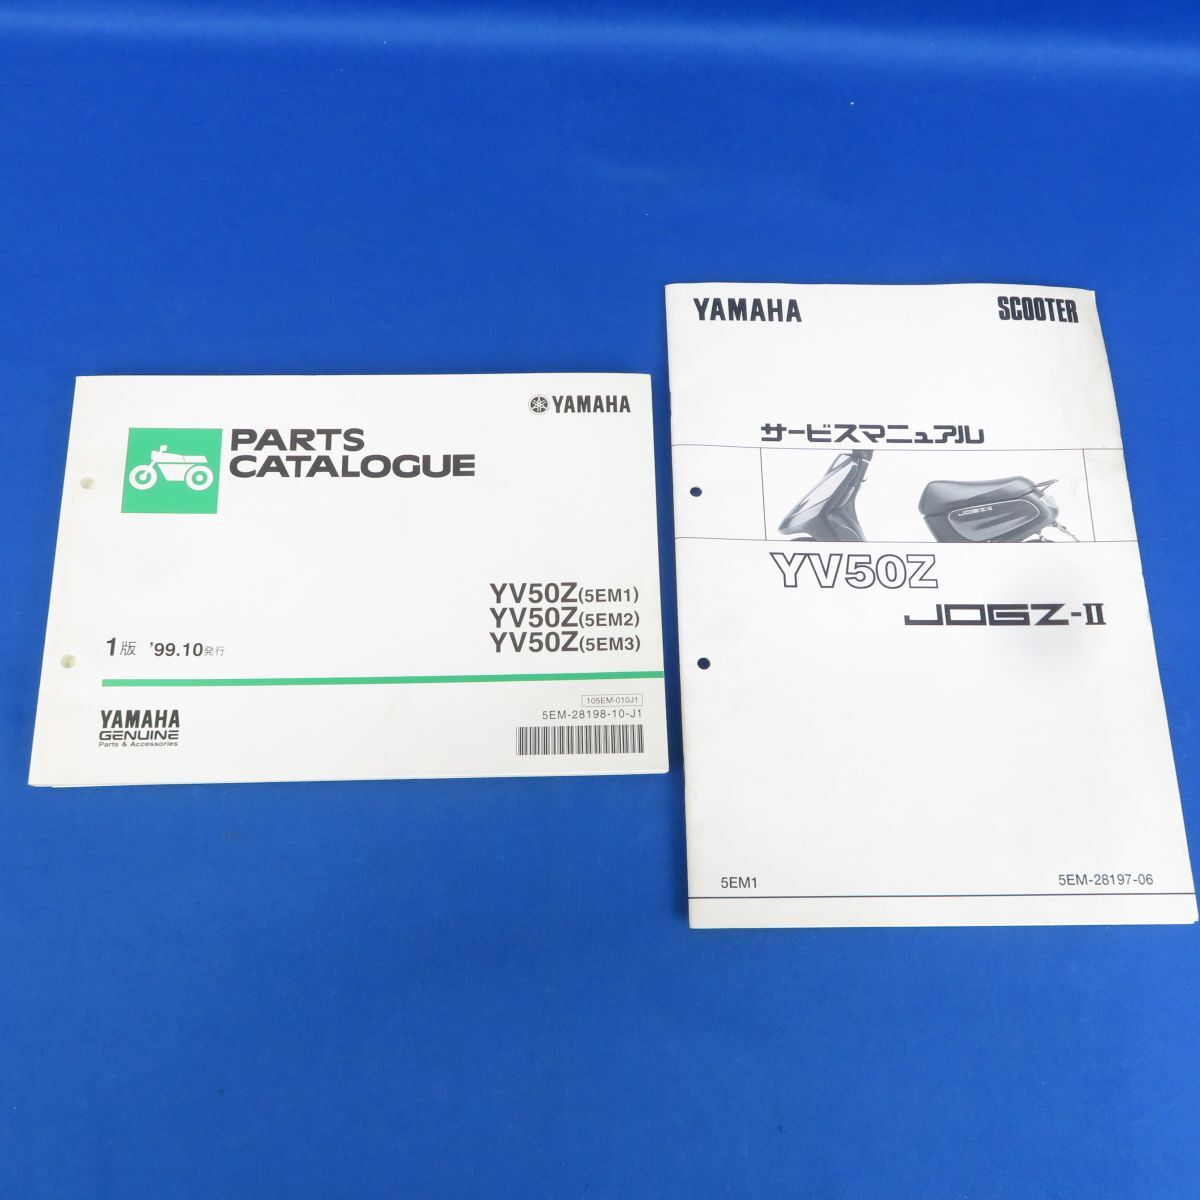 YAMAHA
PARTS
CATALOGUE
YV50Z(5EM1)
YV50Z(5EM2)
YV50Z(5EM3)
1版 '99.10発行
105EM-010J1
5EM-28198-10-J1
YAMAHA
GENUINE
Parts & Accessories
YAMAHA SCOOTER
サービスマニュアル
JOGZ-II
YV50Z
JOGZ-II
5EM1 5EM-28197-06